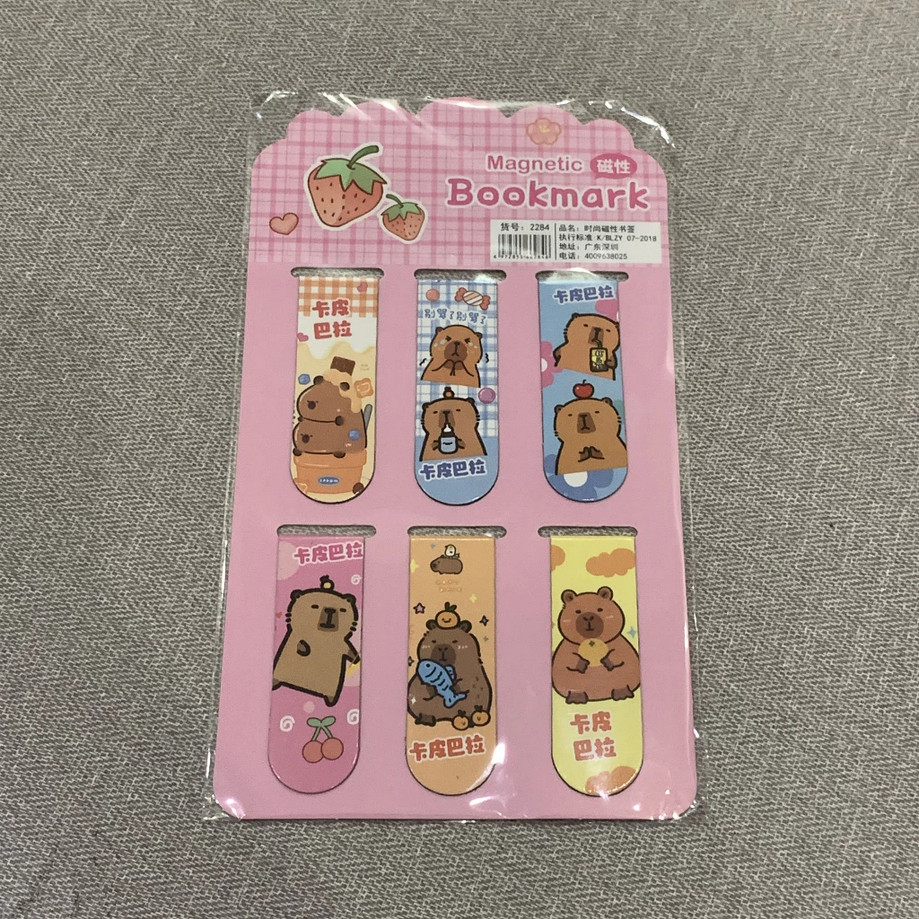 Magnetic 磁性
Bookmark
货号: 2284
品名: 时尚磁性书签
执行标准 K/BLZY 07-2018
地址: 广东深圳
电话: 4009638025
卡皮
巴拉
别骂了别骂了
卡皮巴拉
卡皮巴拉
卡皮巴拉
卡皮巴拉
卡皮
巴拉